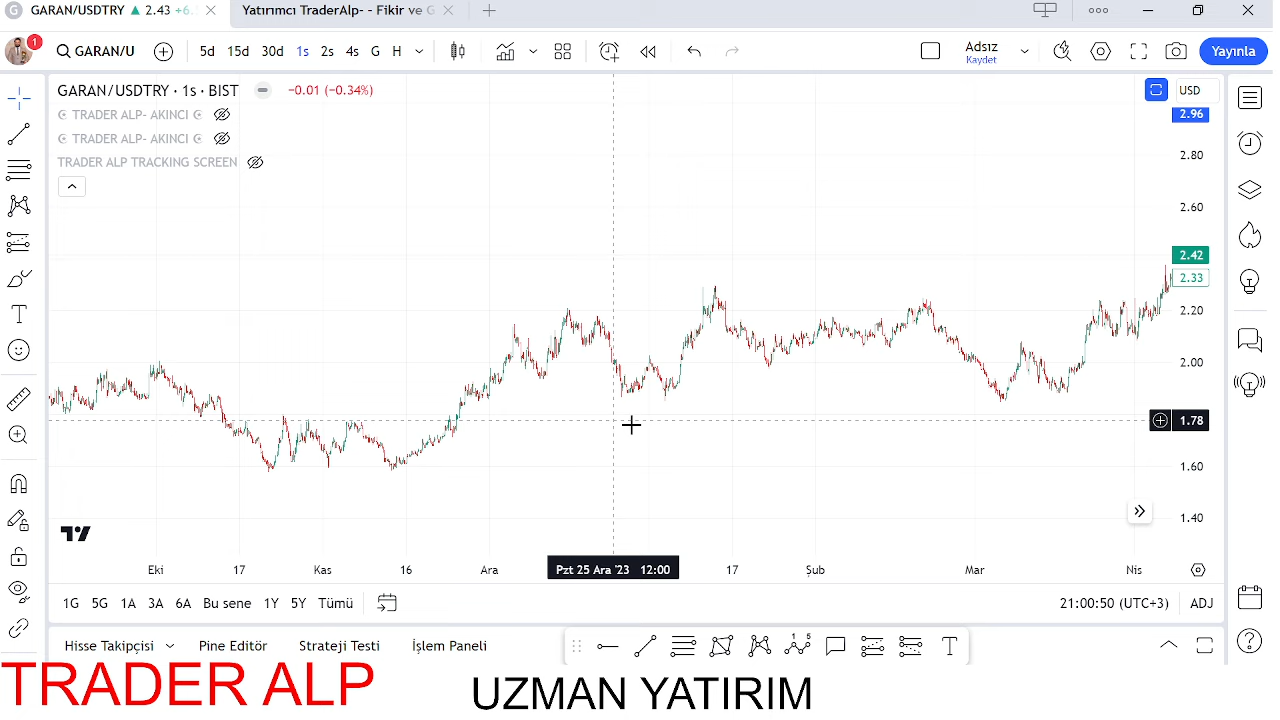 GARAN/USDTRY ▲ 2.43 +6.
Yatırımcı TraderAlp- - Fikir ve G
1
GARAN/U
5d 15d 30d 1s 2s 4s G H
Adsız
Kaydet
Yayınla
GARAN/USDTRY · 1s · BIST
−0.01 (−0.34%)
TRADER ALP- AKINCI
TRADER ALP- AKINCI
TRADER ALP TRACKING SCREEN
USD
2.96
2.80
2.60
2.42
2.33
2.20
2.00
1.78
1.60
1.40
Eki 17 Kas 16 Ara Pzt 25 Ara '23 12:00 17 Şub Mar Nis
1G 5G 1A 3A 6A Bu sene 1Y 5Y Tümü
21:00:50 (UTC+3) ADJ
Hisse Takipçisi Pine Editör Strateji Testi İşlem Paneli
TRADER ALP
UZMAN YATIRIM